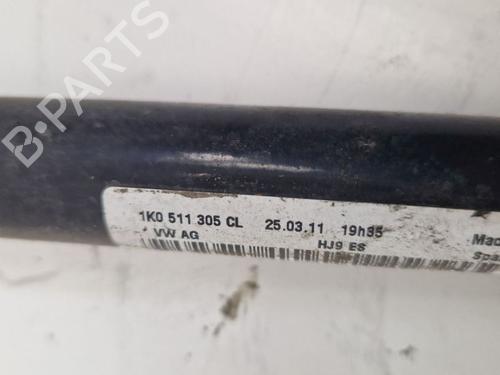 B-PARTS
1K0 511 305 CL 25.03.11 19h35 Mad
VW AG HJ9 ES Spa